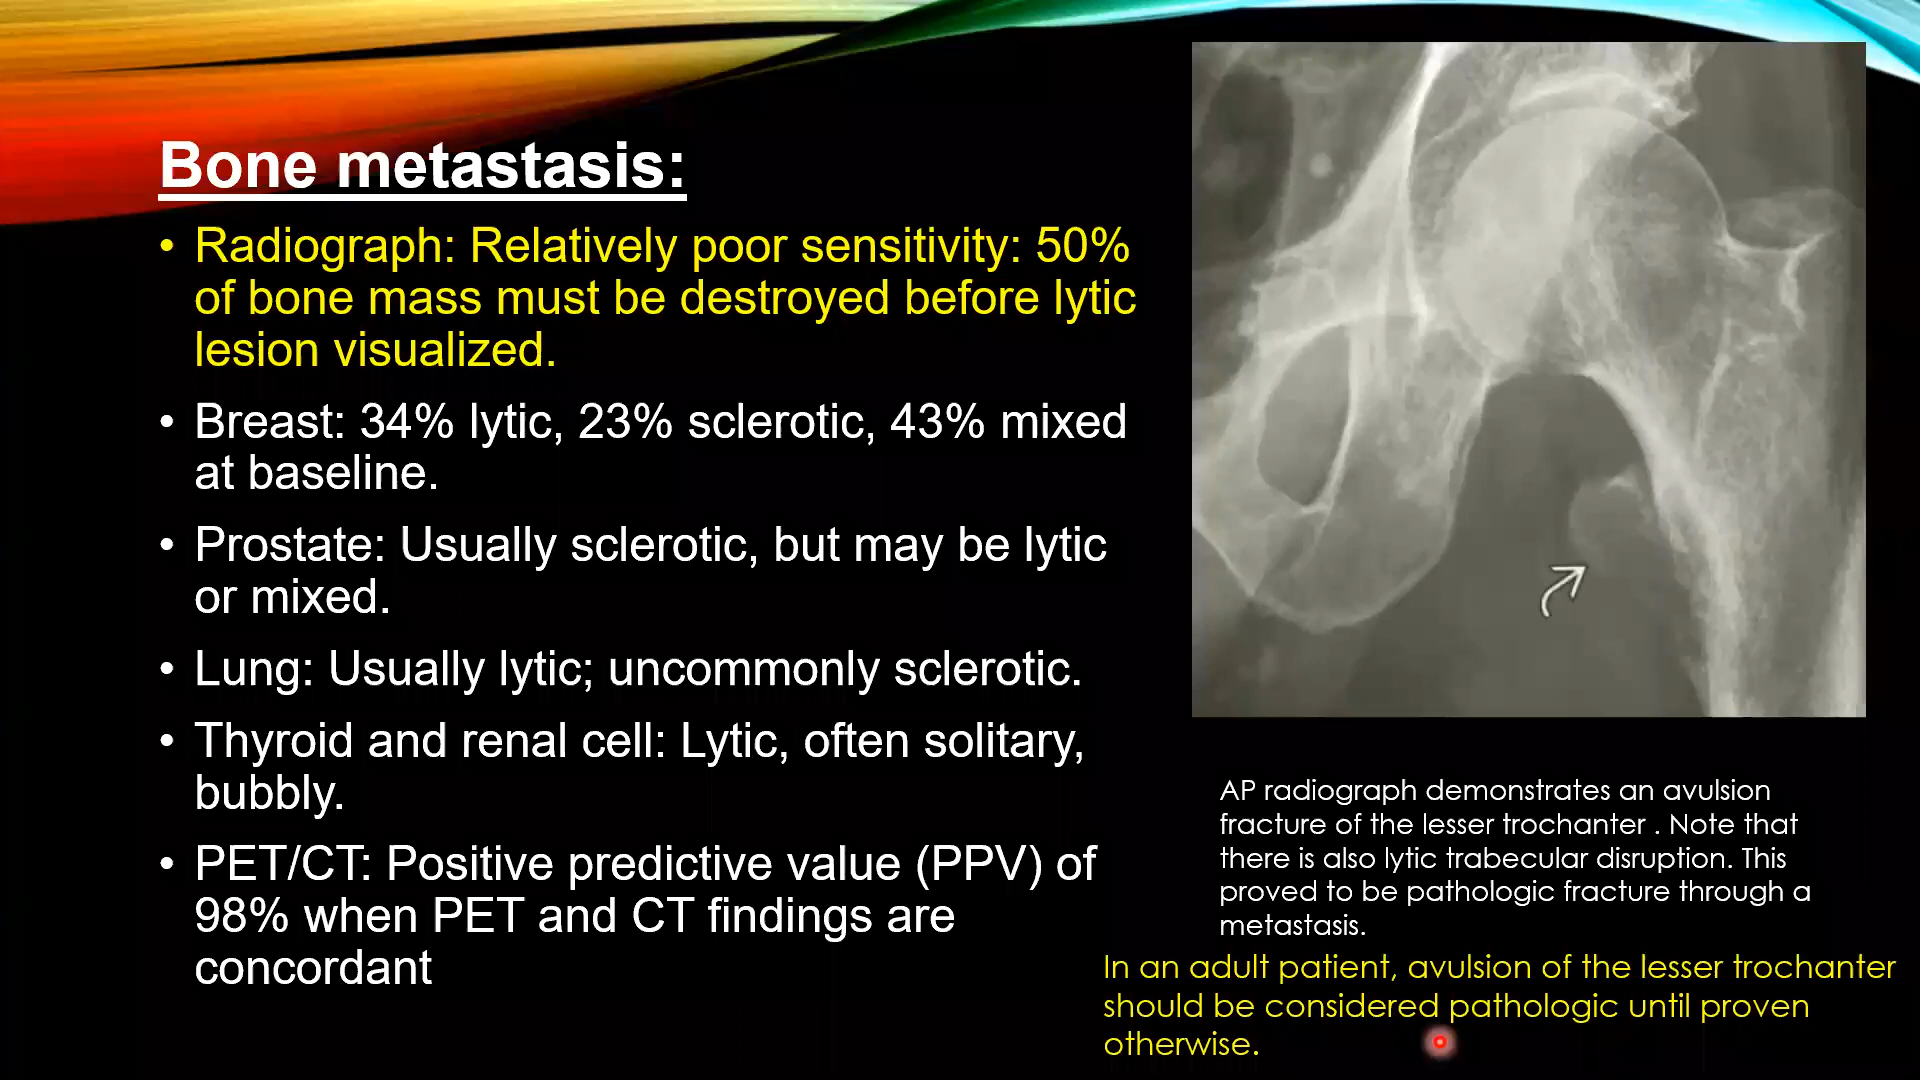 Bone metastasis:
• Radiograph: Relatively poor sensitivity: 50%
of bone mass must be destroyed before lytic
lesion visualized.
• Breast: 34% lytic, 23% sclerotic, 43% mixed
at baseline.
• Prostate: Usually sclerotic, but may be lytic
or mixed.
• Lung: Usually lytic; uncommonly sclerotic.
• Thyroid and renal cell: Lytic, often solitary,
bubbly.
• PET/CT: Positive predictive value (PPV) of
98% when PET and CT findings are
concordant
AP radiograph demonstrates an avulsion
fracture of the lesser trochanter . Note that
there is also lytic trabecular disruption. This
proved to be pathologic fracture through a
metastasis.
In an adult patient, avulsion of the lesser trochanter
should be considered pathologic until proven
otherwise.